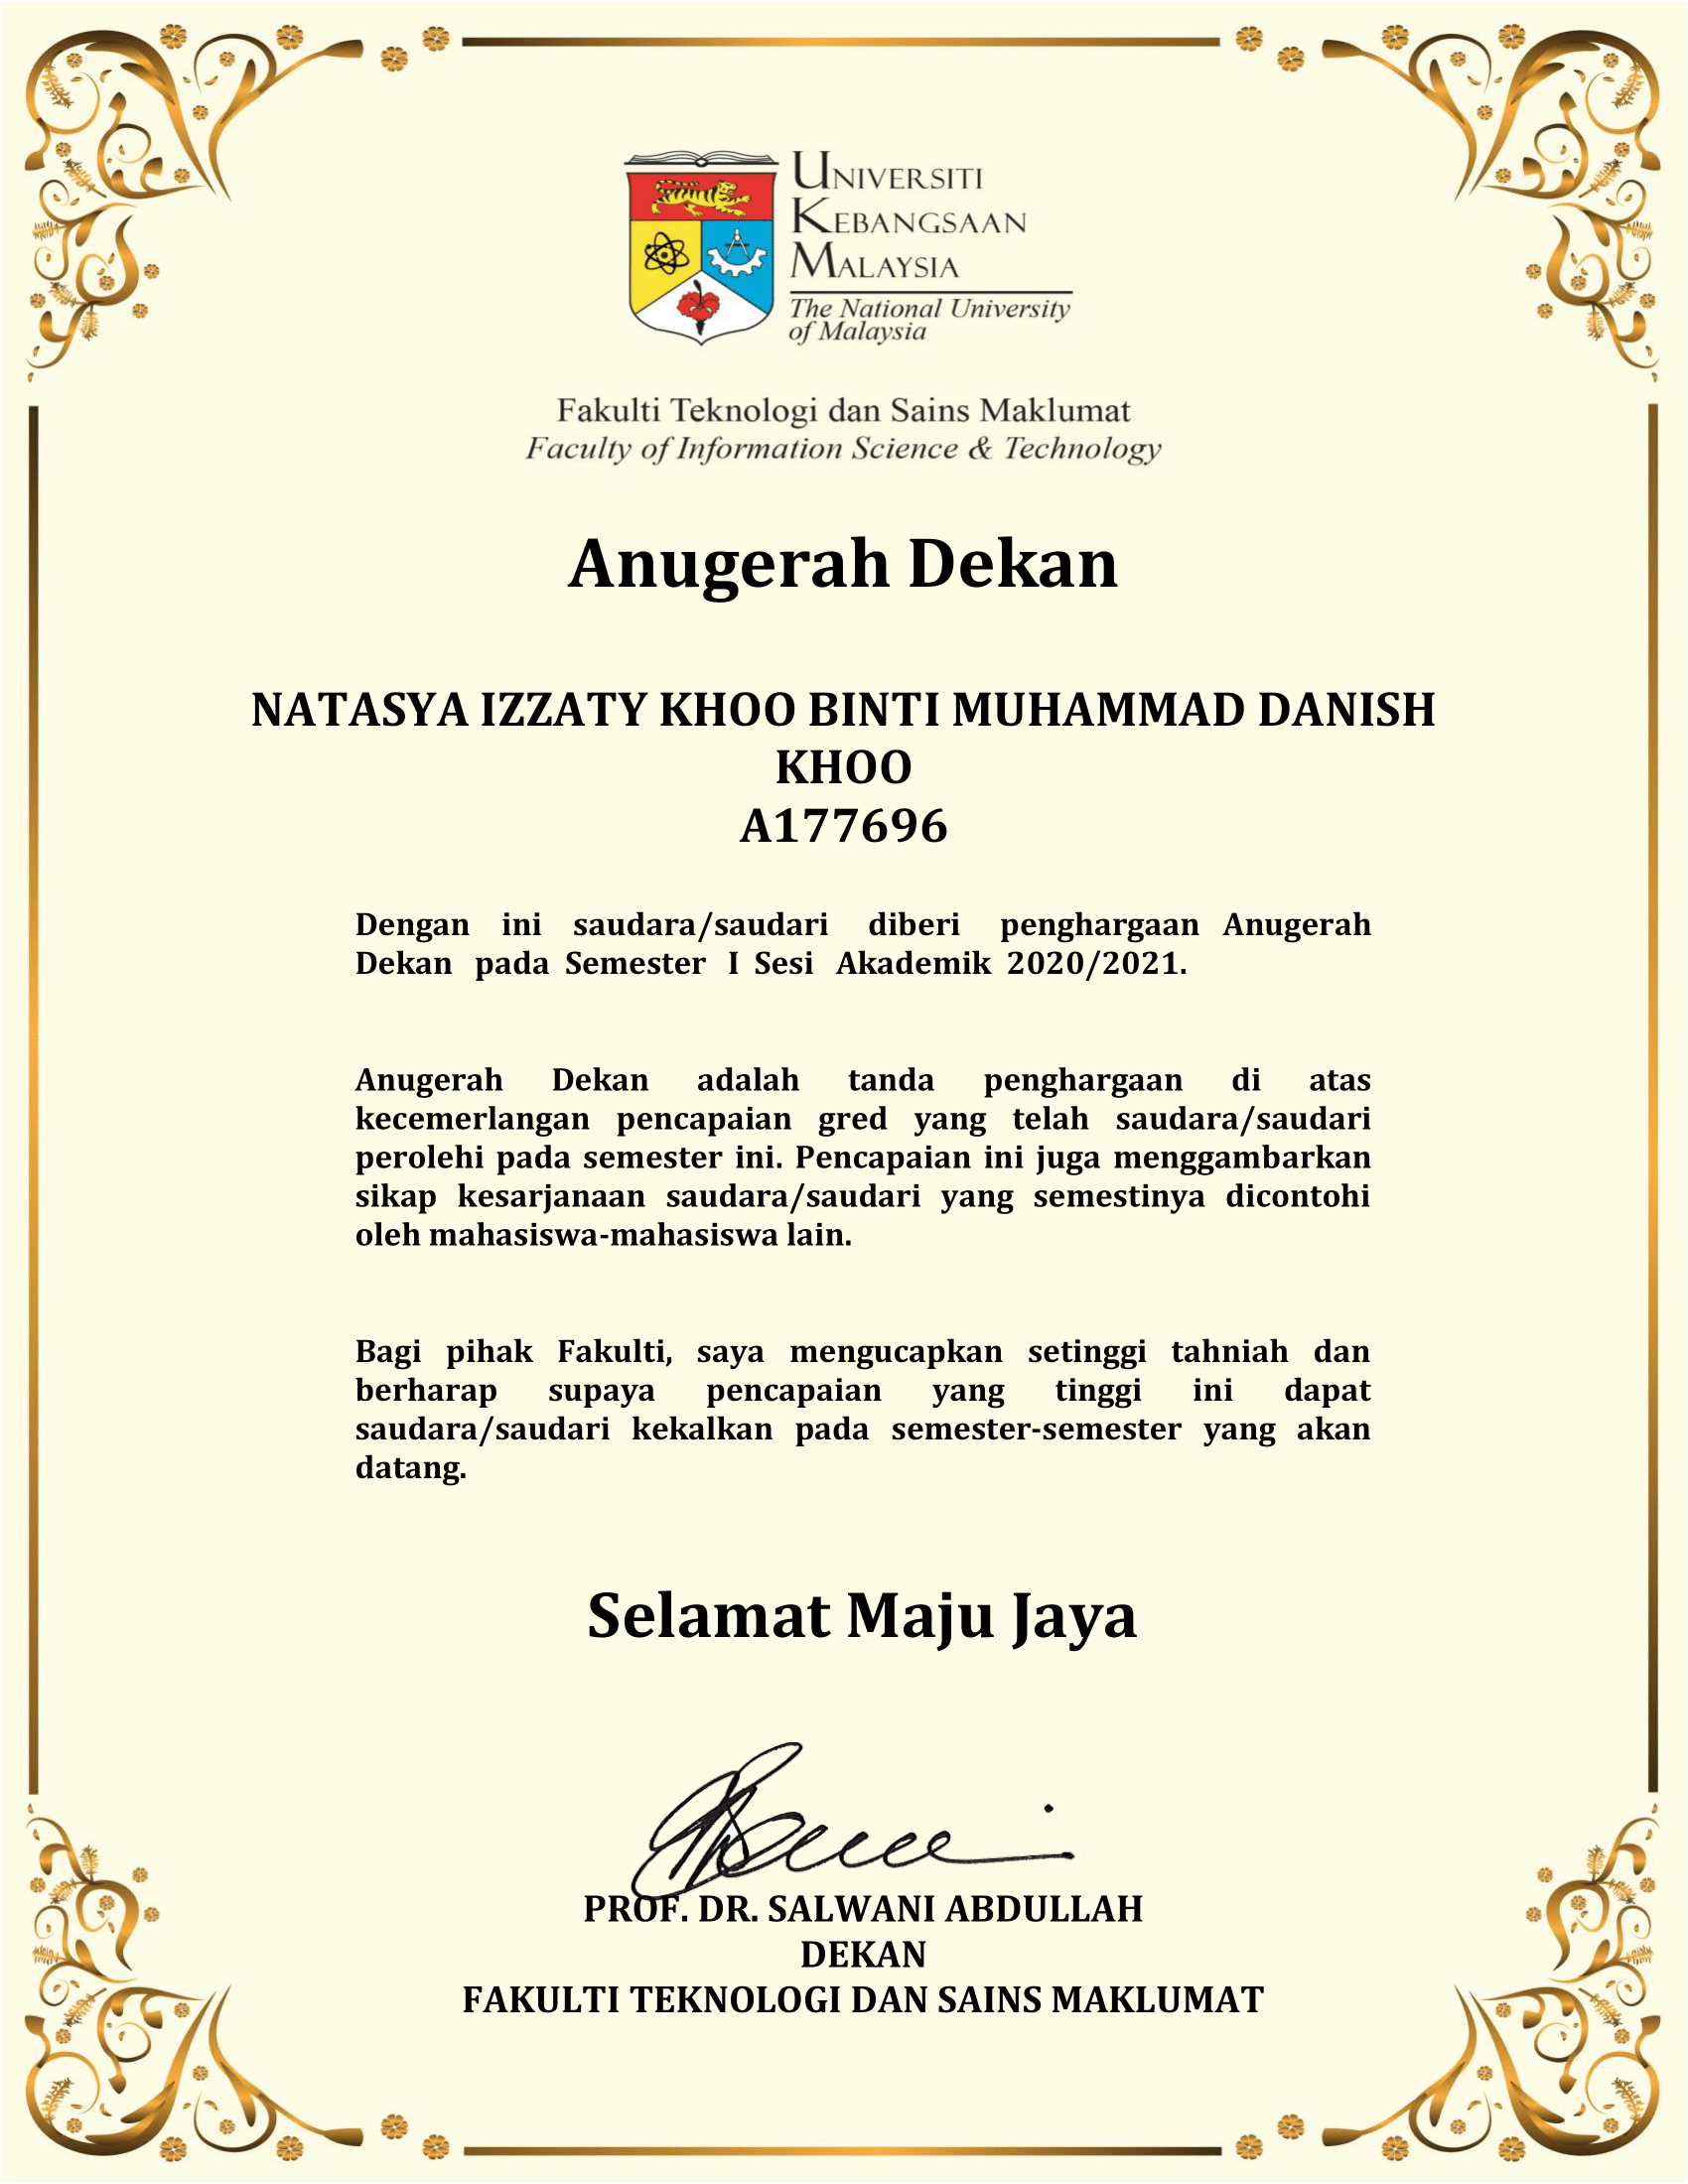 UNIVERSITI
KEBANGSAAN
MALAYSIA
The National University
of Malaysia
Fakulti Teknologi dan Sains Maklumat
Faculty of Information Science & Technology
Anugerah Dekan
NATASYA IZZATY KHOO BINTI MUHAMMAD DANISH
KHOO
A177696
Dengan ini saudara/saudari diberi penghargaan Anugerah
Dekan pada Semester I Sesi Akademik 2020/2021.
Anugerah Dekan adalah tanda penghargaan di atas
kecemerlangan pencapaian gred yang telah saudara/saudari
perolehi pada semester ini. Pencapaian ini juga menggambarkan
sikap kesarjanaan saudara/saudari yang semestinya dicontohi
oleh mahasiswa-mahasiswa lain.
Bagi pihak Fakulti, saya mengucapkan setinggi tahniah dan
berharap supaya pencapaian yang tinggi ini dapat
saudara/saudari kekalkan pada semester-semester yang akan
datang.
Selamat Maju Jaya
PROF. DR. SALWANI ABDULLAH
DEKAN
FAKULTI TEKNOLOGI DAN SAINS MAKLUMAT